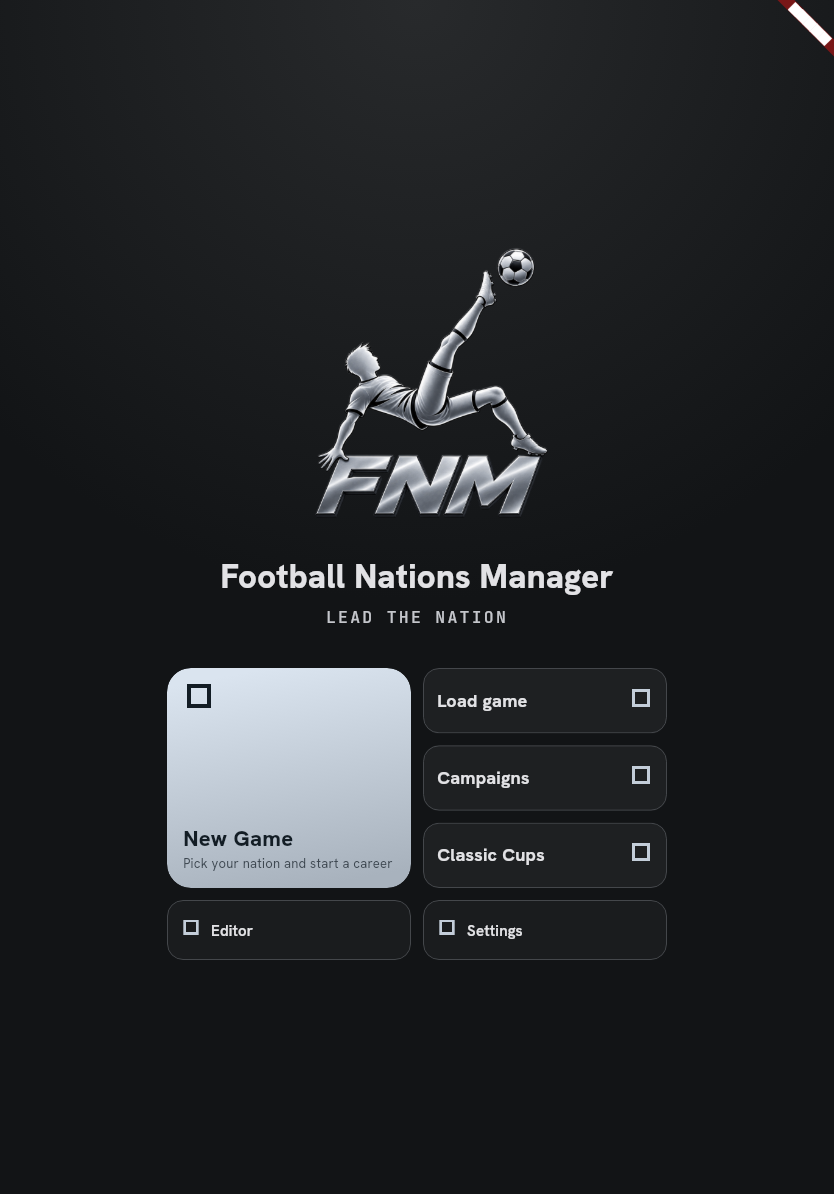 FNM
Football Nations Manager
LEAD THE NATION
New Game
Pick your nation and start a career
Load game
Campaigns
Classic Cups
Editor
Settings